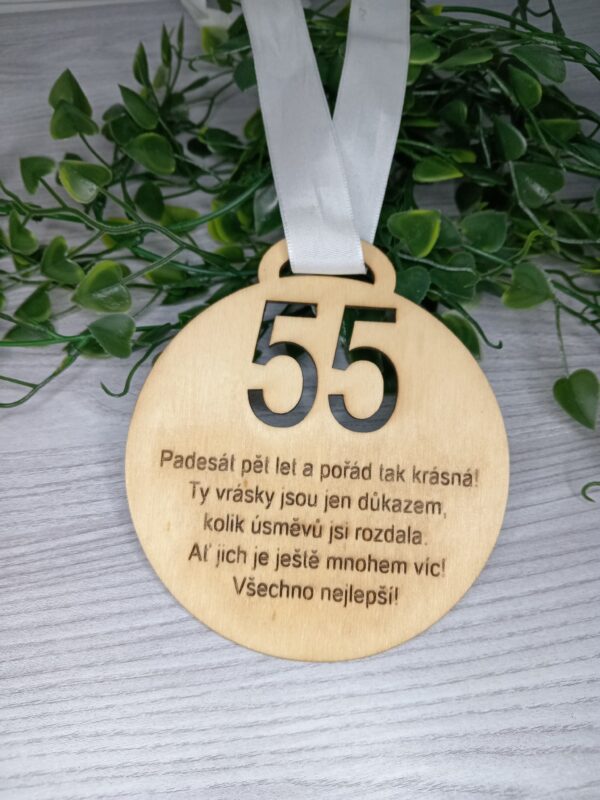 55
Padesát pět let a pořád tak krásná!
Ty vrásky jsou jen důkazem,
kolik úsměvů jsi rozdala.
Ať jich je ještě mnohem víc!
Všechno nejlepší!